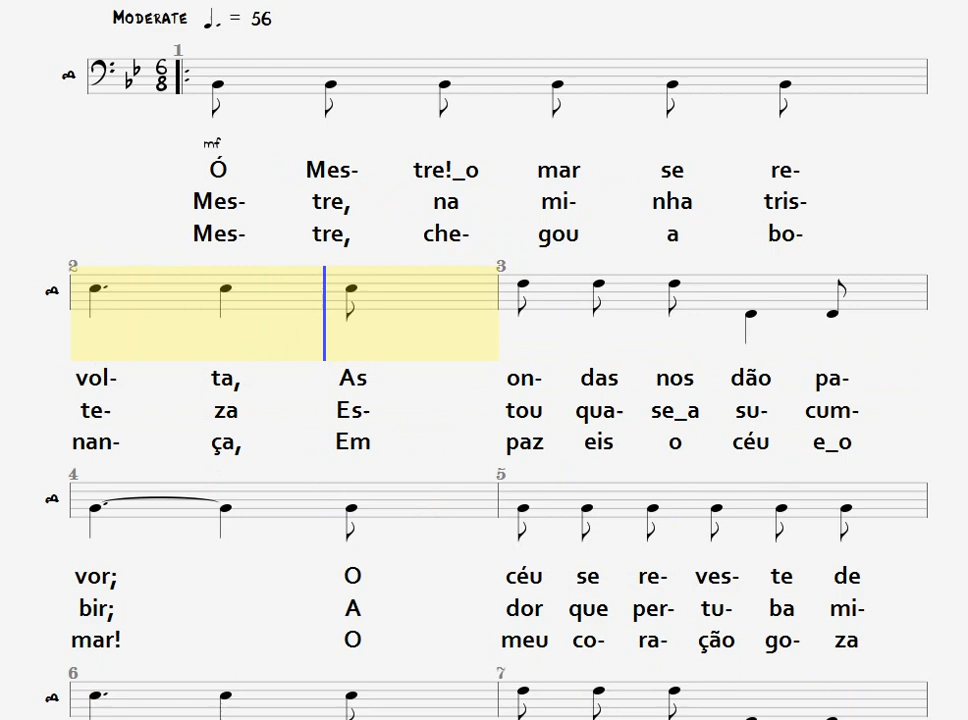 MODERATE ♩. = 56
1
B 6/8
mf
Ó Mes- tre!_o mar se re-
Mes- tre, na mi- nha tris-
Mes- tre, che- gou a bo-
2 3
B
vol- ta, As on- das nos dão pa-
te- za Es- tou qua- se_a su- cum-
nan- ça, Em paz eis o céu e_o
4 5
B
vor; O céu se re- ves- te de
bir; A dor que per- tu- ba mi-
mar! O meu co- ra- ção go- za
6 7
B